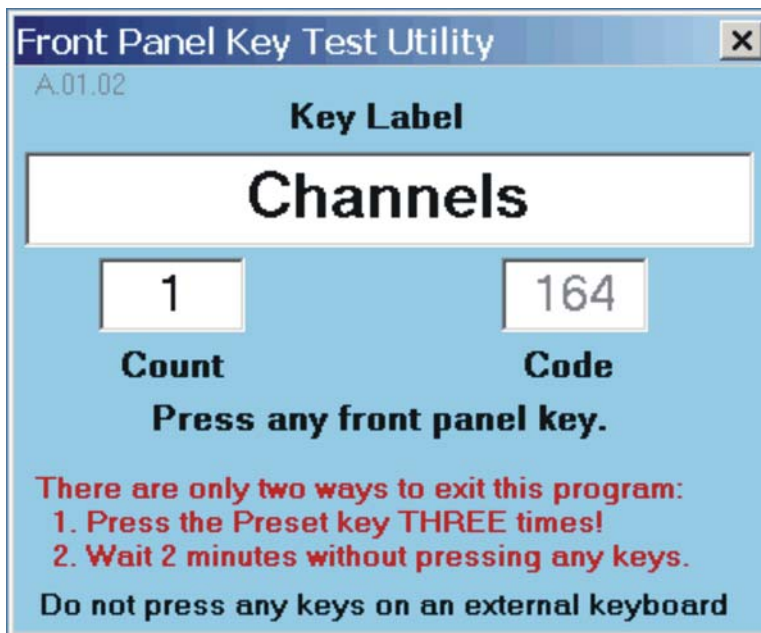 Front Panel Key Test Utility
A.01.02
Key Label
Channels
1 164
Count Code
Press any front panel key.
There are only two ways to exit this program:
1. Press the Preset key THREE times!
2. Wait 2 minutes without pressing any keys.
Do not press any keys on an external keyboard